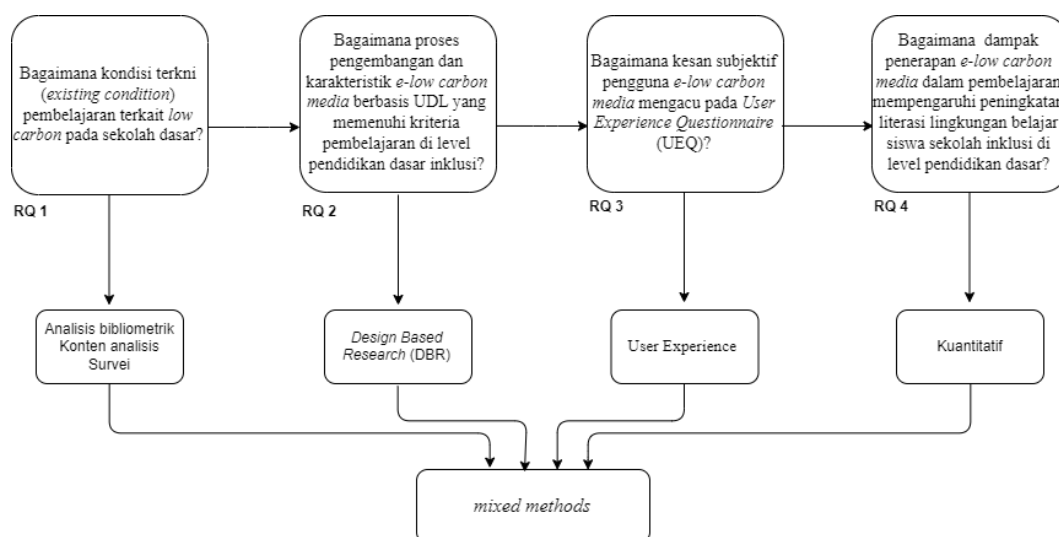 Bagaimana kondisi terkni
(existing condition)
pembelajaran terkait low
carbon pada sekolah dasar?
RQ 1
Bagaimana proses
pengembangan dan
karakteristik e-low carbon
media berbasis UDL yang
memenuhi kriteria
pembelajaran di level
pendidikan dasar inklusi?
RQ 2
Bagaimana kesan subjektif
pengguna e-low carbon
media mengacu pada User
Experience Questionnaire
(UEQ)?
RQ 3
Bagaimana dampak
penerapan e-low carbon
media dalam pembelajaran
mempengaruhi peningkatan
literasi lingkungan belajar
siswa sekolah inklusi di
level pendidikan dasar?
RQ 4
Analisis bibliometrik
Konten analisis
Survei
Design Based
Research (DBR)
User Experience
Kuantitatif
mixed methods